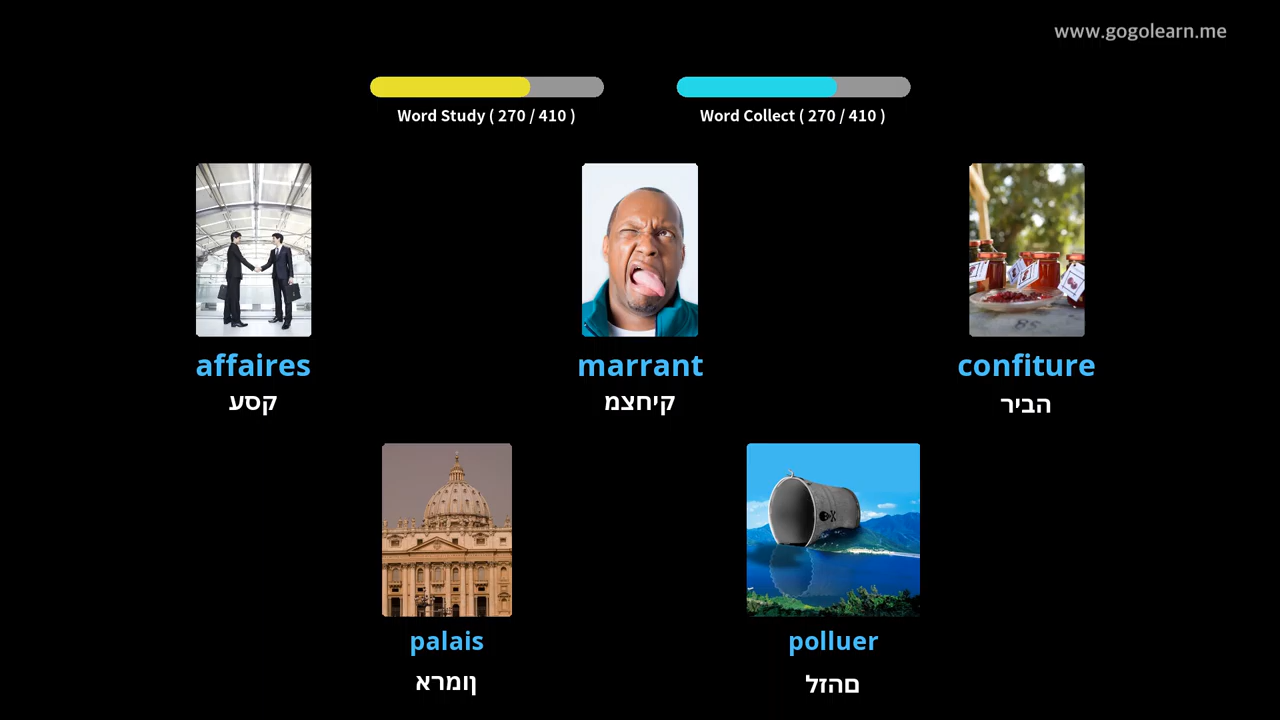 www.gogolearn.me
Word Study ( 270 / 410 )
Word Collect ( 270 / 410 )
affaires
קסע
marrant
קיחצמ
confiture
הביר
palais
ןומרא
polluer
םהזל